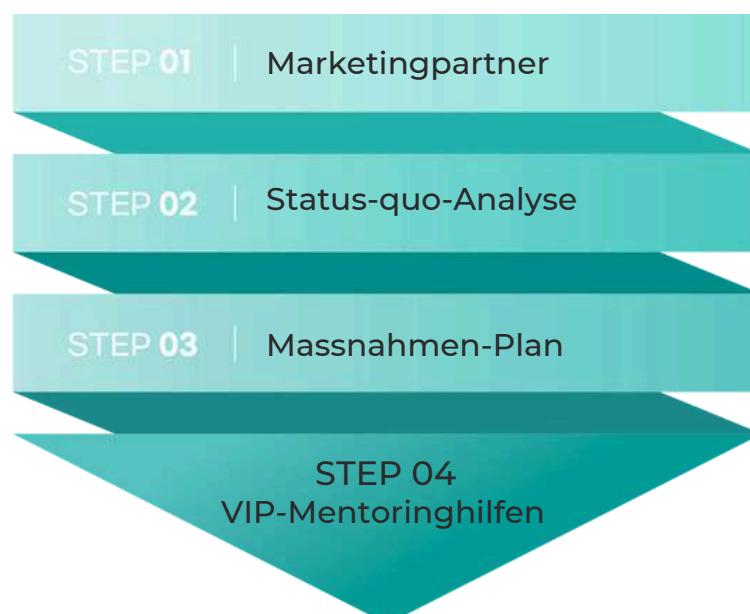 STEP 01 | Marketingpartner
STEP 02 | Status-quo-Analyse
STEP 03 | Massnahmen-Plan
STEP 04
VIP-Mentoringhilfen